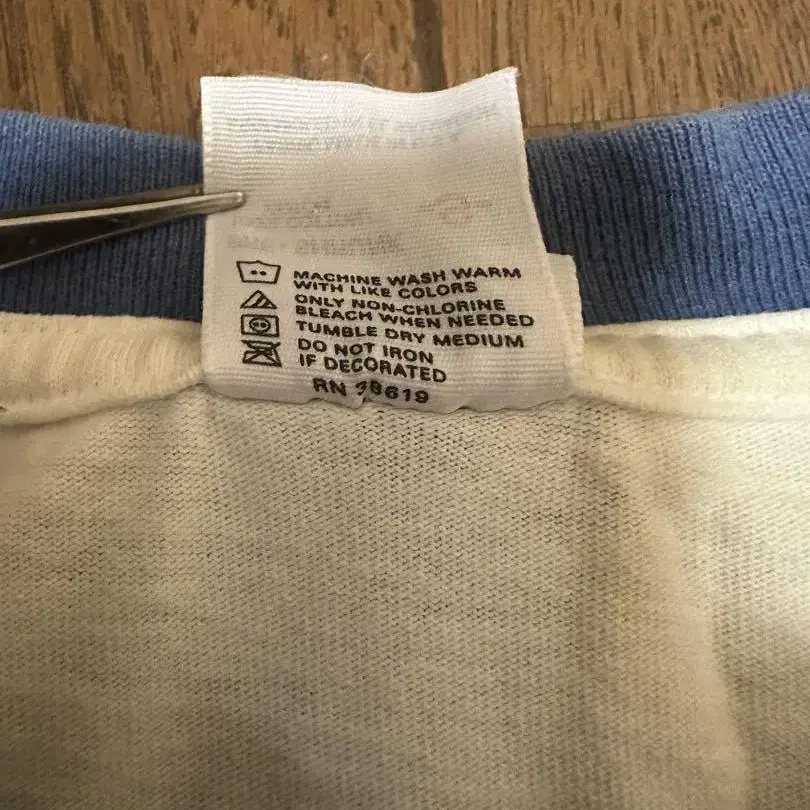 MACHINE WASH WARM
WITH LIKE COLORS
ONLY NON-CHLORINE
BLEACH WHEN NEEDED
TUMBLE DRY MEDIUM
DO NOT IRON
IF DECORATED
RN